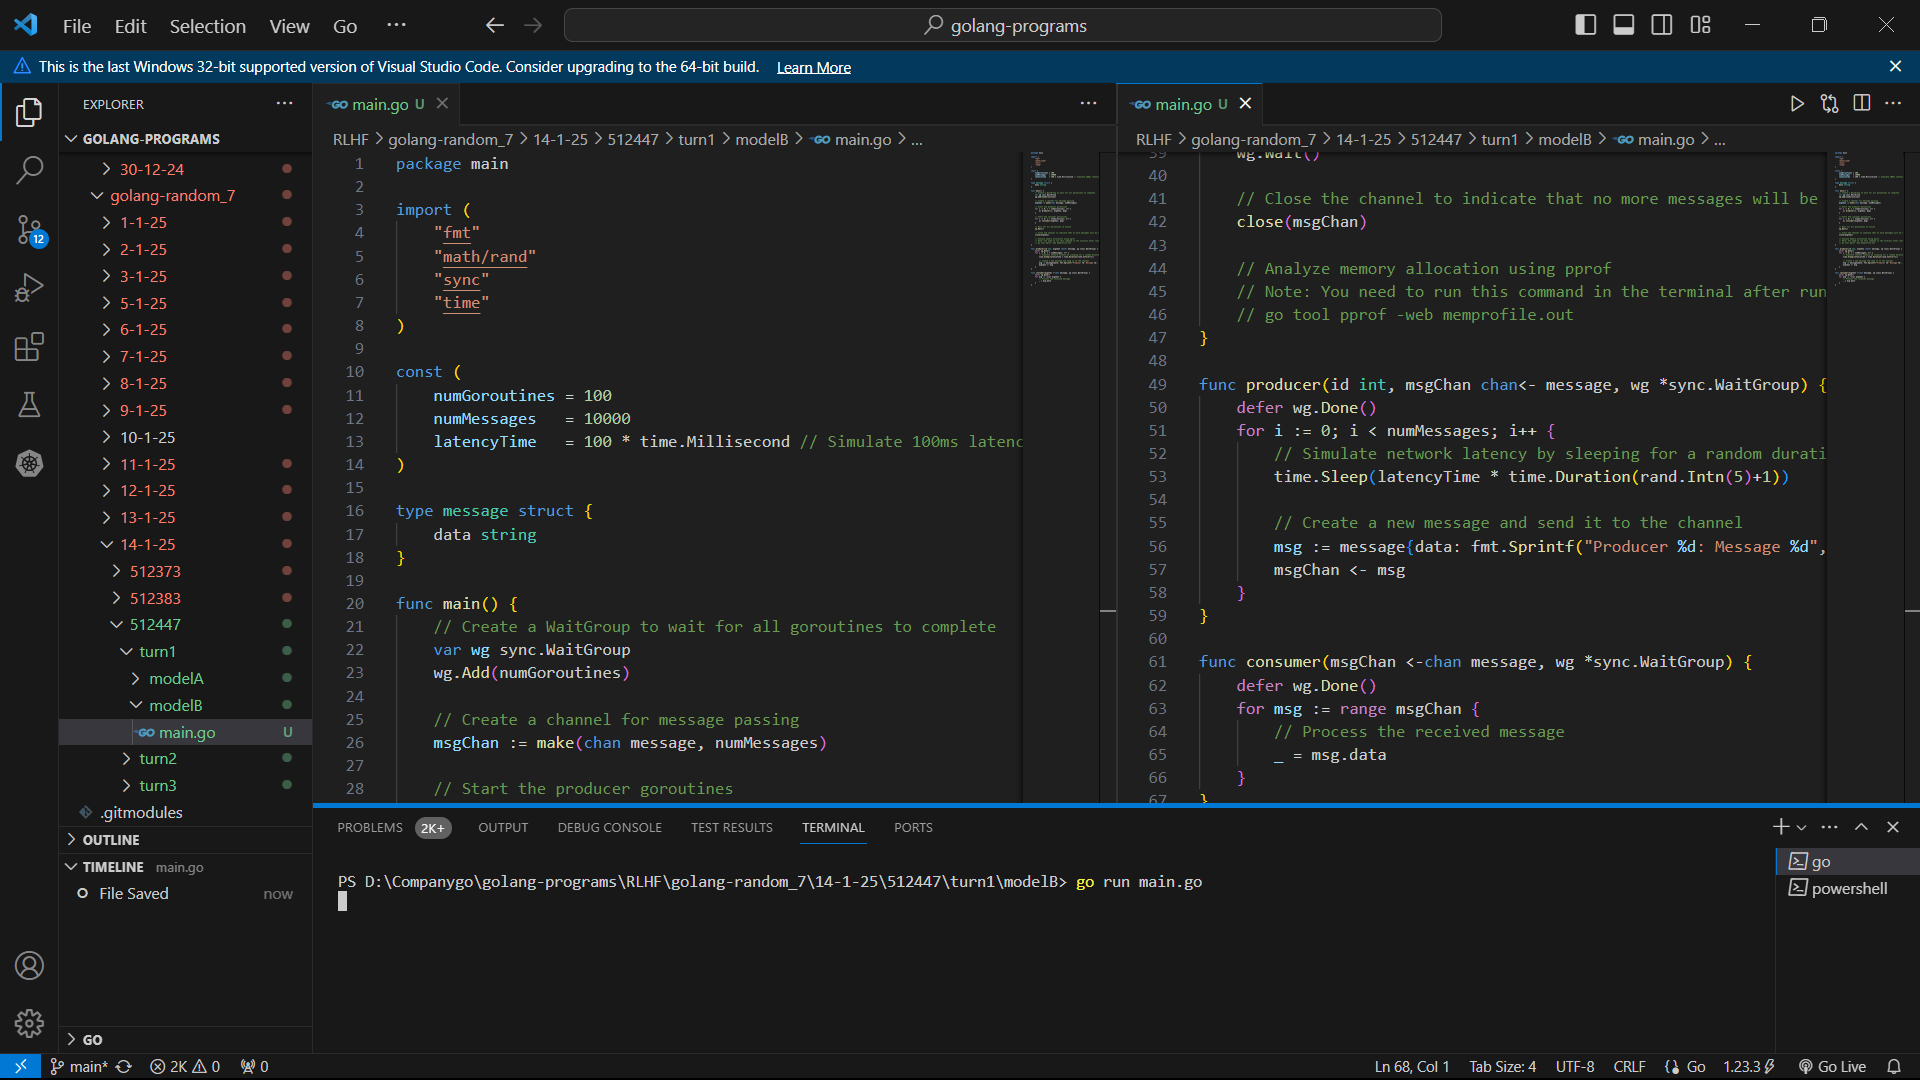 File Edit Selection View Go ··· golang-programs
This is the last Windows 32-bit supported version of Visual Studio Code. Consider upgrading to the 64-bit build. Learn More
EXPLORER
GOLANG-PROGRAMS
30-12-24
golang-random_7
1-1-25
2-1-25
3-1-25
5-1-25
6-1-25
7-1-25
8-1-25
9-1-25
10-1-25
11-1-25
12-1-25
13-1-25
14-1-25
512373
512383
512447
turn1
modelA
modelB
main.go U
turn2
turn3
.gitmodules
OUTLINE
TIMELINE main.go
File Saved now
GO
12
main.go U
RLHF > golang-random_7 > 14-1-25 > 512447 > turn1 > modelB > main.go > ...
1 package main
2
3 import (
4 "fmt"
5 "math/rand"
6 "sync"
7 "time"
8 )
9
10 const (
11 numGoroutines = 100
12 numMessages = 10000
13 latencyTime = 100 * time.Millisecond // Simulate 100ms latenc
14 )
15
16 type message struct {
17 data string
18 }
19
20 func main() {
21 // Create a WaitGroup to wait for all goroutines to complete
22 var wg sync.WaitGroup
23 wg.Add(numGoroutines)
24
25 // Create a channel for message passing
26 msgChan := make(chan message, numMessages)
27
28 // Start the producer goroutines
main.go U
RLHF > golang-random_7 > 14-1-25 > 512447 > turn1 > modelB > main.go > ...
39 wg.Wait()
40
41 // Close the channel to indicate that no more messages will be
42 close(msgChan)
43
44 // Analyze memory allocation using pprof
45 // Note: You need to run this command in the terminal after run
46 // go tool pprof -web memprofile.out
47 }
48
49 func producer(id int, msgChan chan<- message, wg *sync.WaitGroup) {
50 defer wg.Done()
51 for i := 0; i < numMessages; i++ {
52 // Simulate network latency by sleeping for a random durati
53 time.Sleep(latencyTime * time.Duration(rand.Intn(5)+1))
54
55 // Create a new message and send it to the channel
56 msg := message{data: fmt.Sprintf("Producer %d: Message %d",
57 msgChan <- msg
58 }
59 }
60
61 func consumer(msgChan <-chan message, wg *sync.WaitGroup) {
62 defer wg.Done()
63 for msg := range msgChan {
64 // Process the received message
65 _ = msg.data
66 }
67 }
PROBLEMS 2K+ OUTPUT DEBUG CONSOLE TEST RESULTS TERMINAL PORTS
PS D:\Companygo\golang-programs\RLHF\golang-random_7\14-1-25\512447\turn1\modelB> go run main.go
go
powershell
main* 2K 0 0 Ln 68, Col 1 Tab Size: 4 UTF-8 CRLF Go 1.23.3 Go Live